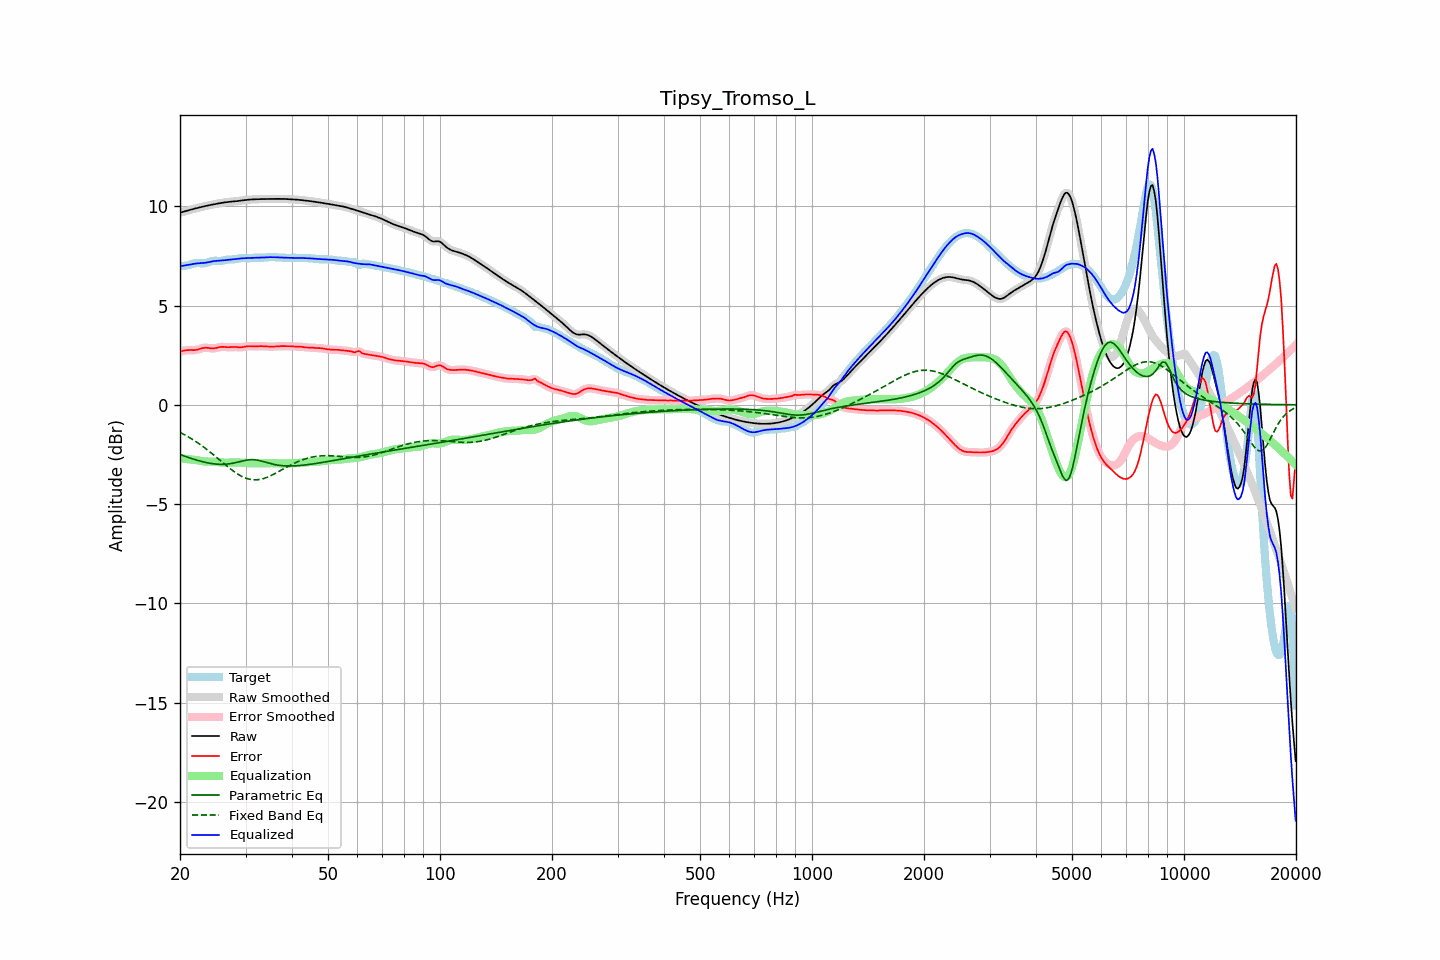 Tipsy_Tromso_L
Amplitude (dBr)
10
5
0
−5
−10
−15
−20
Target
Raw Smoothed
Error Smoothed
Raw
Error
Equalization
Parametric Eq
Fixed Band Eq
Equalized
20 50 100 200 500 1000 2000 5000 10000 20000
Frequency (Hz)